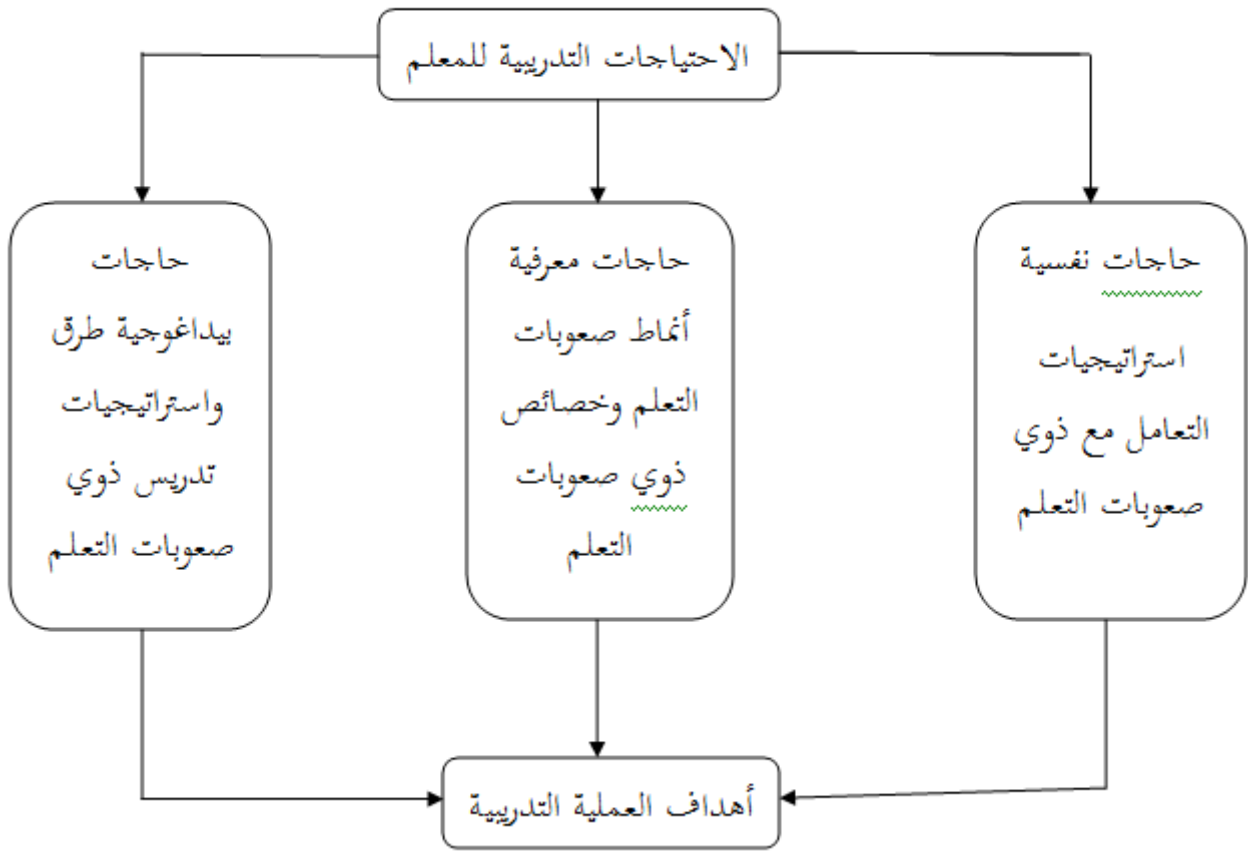 الاحتياجات التدريبية للمعلم
حاجات نفسية
استراتيجيات
التعامل مع ذوي
صعوبات التعلم
حاجات معرفية
أنماط صعوبات
التعلم وخصائص
ذوي صعوبات
التعلم
حاجات
بيداغوجية طرق
واستراتيجيات
تدريس ذوي
صعوبات التعلم
أهداف العملية التدريبية